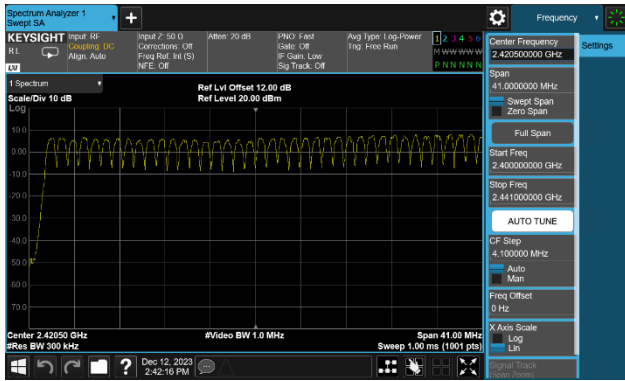 Spectrum Analyzer 1
Swept SA
+
Frequency
KEYSIGHT
Input: RF
Input Z: 50 Ω
Atten: 20 dB
PNO: Fast
Avg Type: Log-Power
1 2 3 4 5 6
RL
Coupling: DC
Corrections: Off
Gate: Off
Trig: Free Run
M W W W W W
Align: Auto
Freq Ref: Int (S)
IF Gain: Low
LXI
NFE: Off
Sig Track: Off
P N N N N N
1 Spectrum
Ref Lvl Offset 12.00 dB
Scale/Div 10 dB
Ref Level 20.00 dBm
Log
10.0
0.00
-10.0
-20.0
-30.0
-40.0
-50.0
-60.0
-70.0
Center 2.42050 GHz
#Video BW 1.0 MHz
Span 41.00 MHz
#Res BW 300 kHz
Sweep 1.00 ms (1001 pts)
Dec 12, 2023
2:42:16 PM
?
Center Frequency
2.420500000 GHz
Settings
Span
41.0000000 MHz
Swept Span
Zero Span
Full Span
Start Freq
2.400000000 GHz
Stop Freq
2.441000000 GHz
AUTO TUNE
CF Step
4.100000 MHz
Auto
Man
Freq Offset
0 Hz
X Axis Scale
Log
Lin
Signal Track
(Span Zoom)